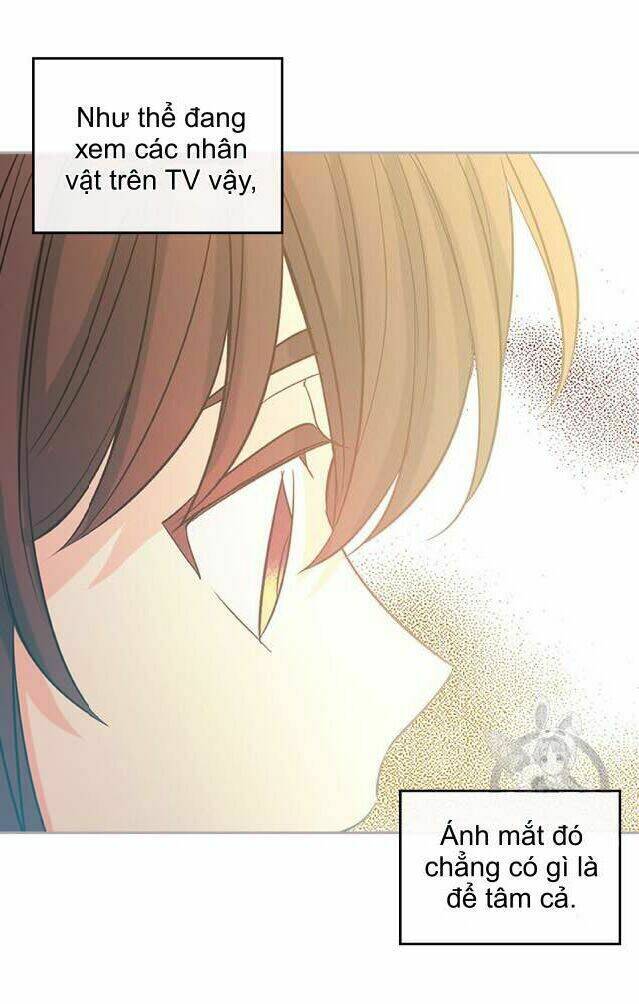 Như thể đang
xem các nhân
vật trên TV vậy,
Ánh mắt đó
chẳng có gì là
để tâm cả.